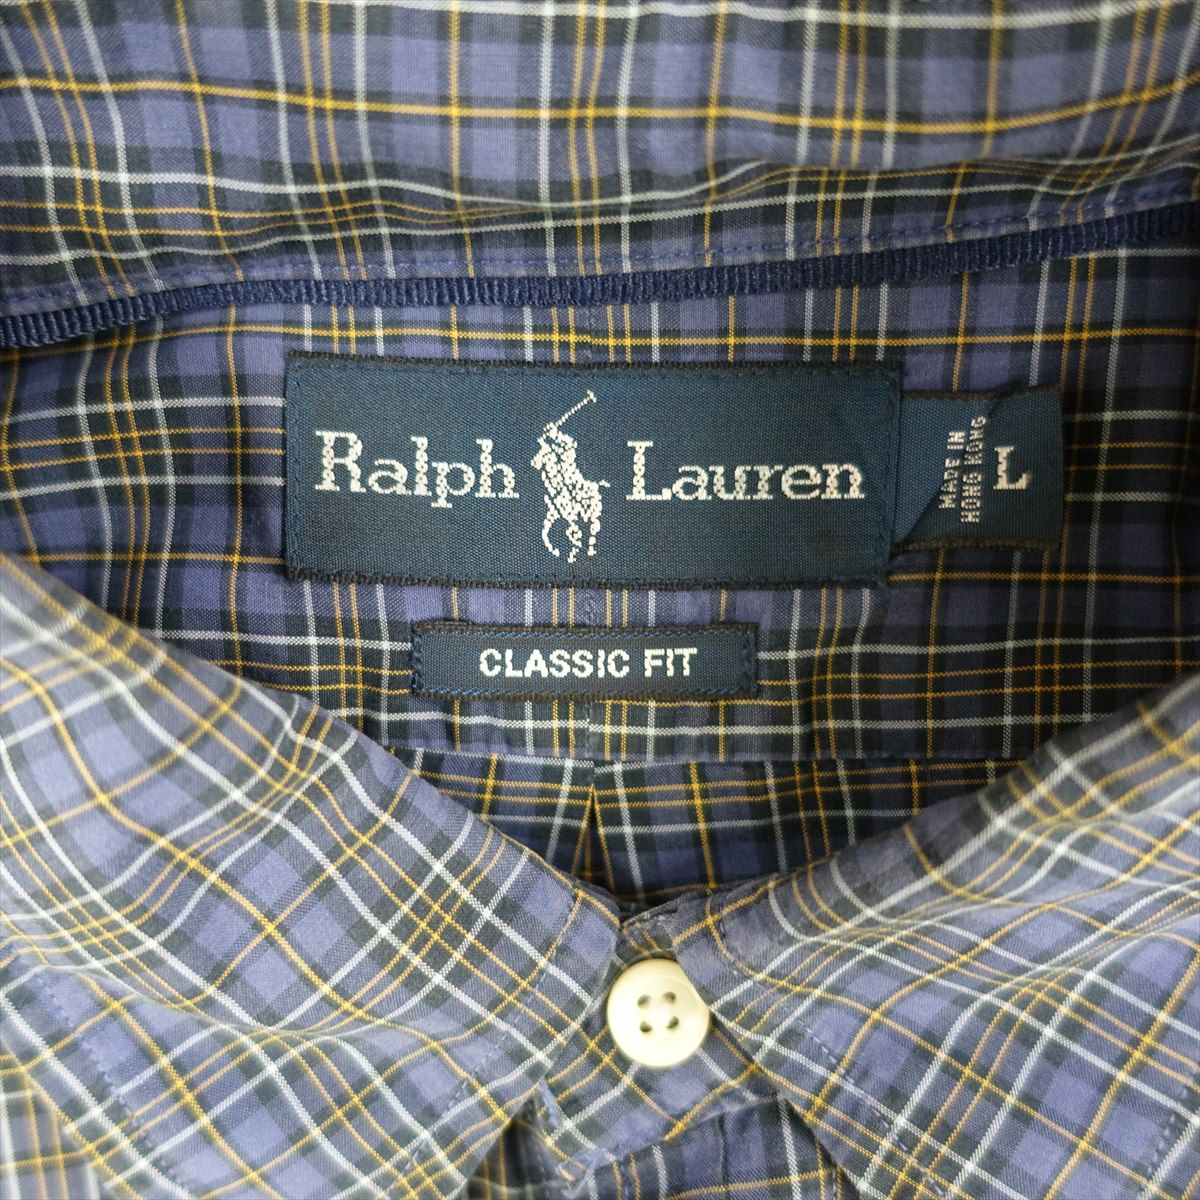 Ralph Lauren
MADE IN
HONG KONG
L
CLASSIC FIT